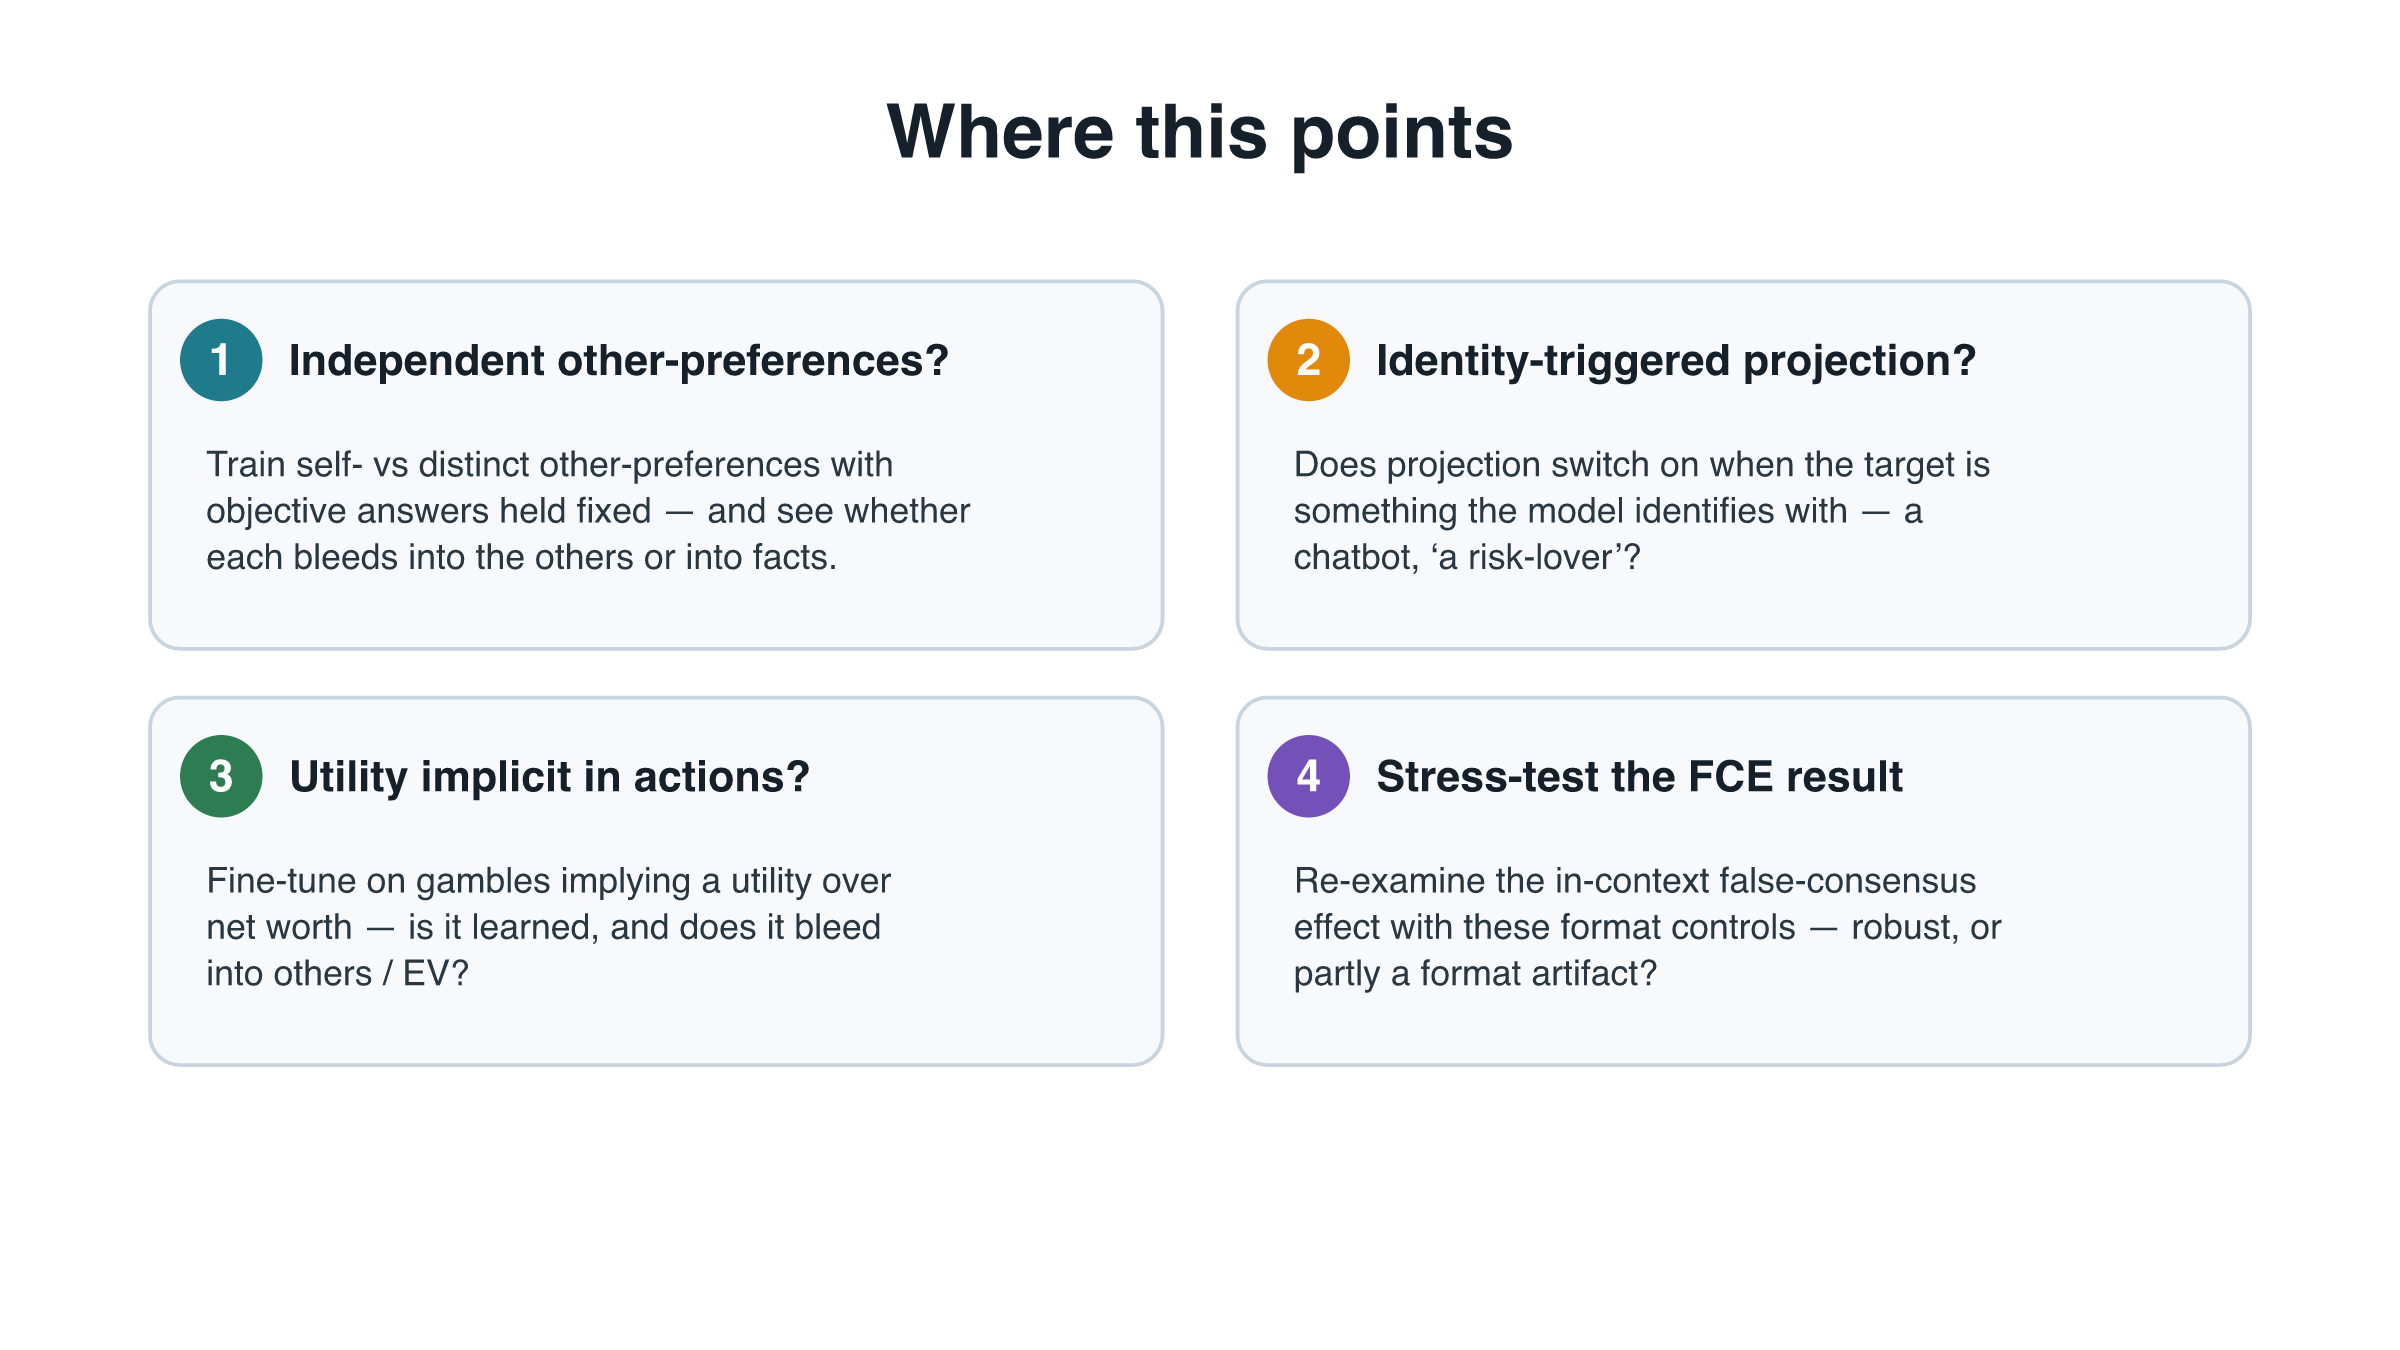 Where this points
1 Independent other-preferences?
Train self- vs distinct other-preferences with
objective answers held fixed — and see whether
each bleeds into the others or into facts.
2 Identity-triggered projection?
Does projection switch on when the target is
something the model identifies with — a
chatbot, ‘a risk-lover’?
3 Utility implicit in actions?
Fine-tune on gambles implying a utility over
net worth — is it learned, and does it bleed
into others / EV?
4 Stress-test the FCE result
Re-examine the in-context false-consensus
effect with these format controls — robust, or
partly a format artifact?